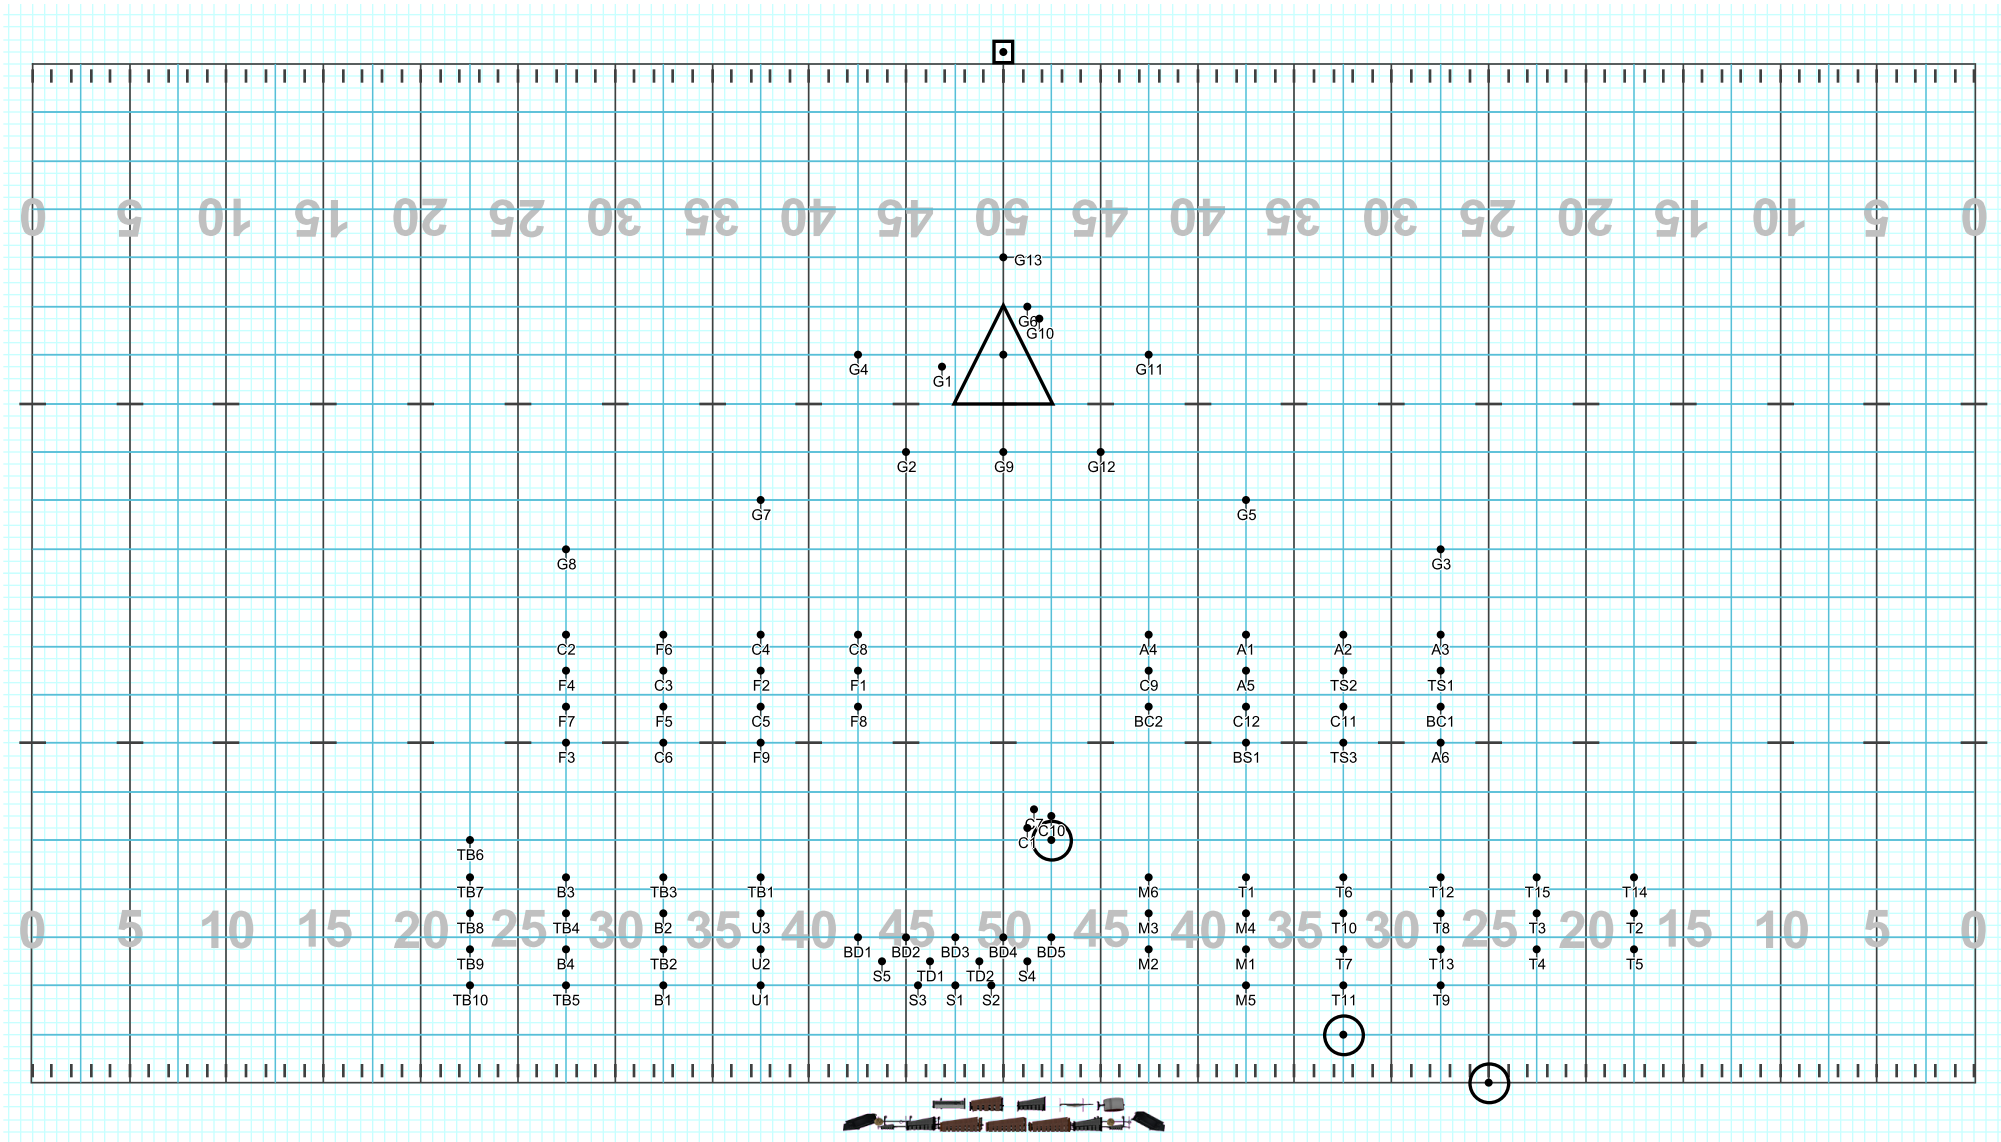 0 5 10 15 20 25 30 35 40 45 50 45 40 35 30 25 20 15 10 5 0
G13
G6
G10
G4 G1 G11
G2 G9 G12
G7 G5
G8 G3
C2 F6 C4 C8 A4 A1 A2 A3
F4 C3 F2 F1 C9 A5 TS2 TS1
F7 F5 C5 F8 BC2 C12 C11 BC1
F3 C6 F9 BS1 TS3 A6
C7
C10
C1
TB6
TB7 B3 TB3 TB1 M6 T1 T6 T12 T15 T14
TB8 TB4 B2 U3 M3 M4 T10 T8 T3 T2
0 5 10 15 20 25 30 35 40 45 50 45 40 35 30 25 20 15 10 5 0
BD1 BD2 BD3 BD4 BD5
TB9 B4 TB2 U2 M2 M1 T7 T13 T4 T5
S5 TD1 TD2 S4
TB10 TB5 B1 U1 S3 S1 S2 M5 T11 T9